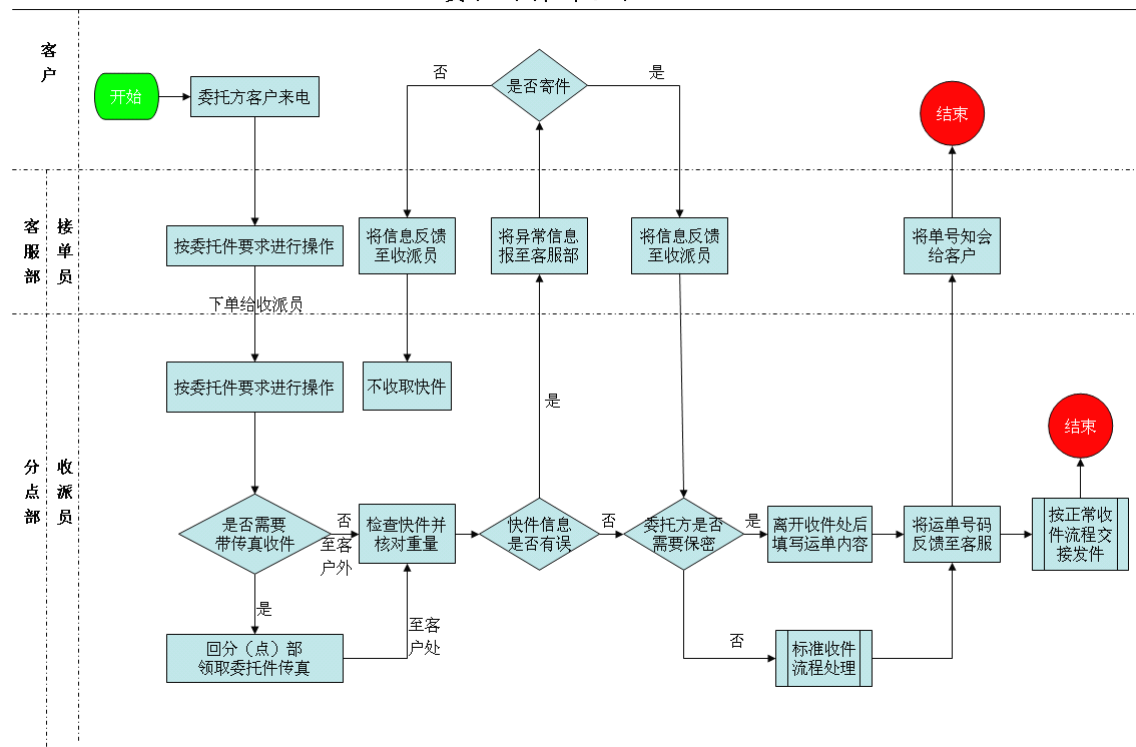 客
户
开始
委托方客户来电
否
是否寄件
是
结束
客
服
部
接
单
员
按委托件要求进行操作
将信息反馈
至收派员
将异常信息
报至客服部
将信息反馈
至收派员
将单号知会
给客户
下单给收派员
按委托件要求进行操作
不收取快件
是
结束
分
点
部
收
派
员
是否需要
带传真收件
否
至客
户外
检查快件并
核对重量
快件信息
是否有误
否
委托方是否
需要保密
是
离开收件处后
填写运单内容
将运单号码
反馈至客服
按正常收
件流程交
接发件
是
回分（点）部
领取委托件传真
至客
户处
否
标准收件
流程处理